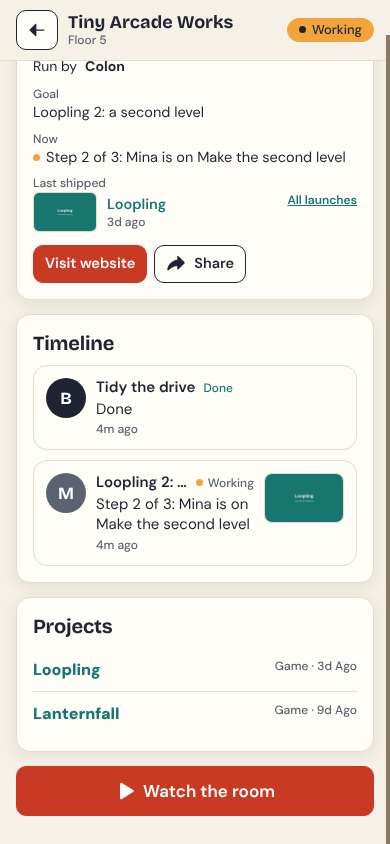 Tiny Arcade Works
Floor 5
Working
Run by Colon
Goal
Loopling 2: a second level
Now
Step 2 of 3: Mina is on Make the second level
Last shipped
Loopling
Loopling
3d ago
All launches
Visit website
Share
Timeline
B
Tidy the drive Done
Done
4m ago
M
Loopling 2: ... Working
Step 2 of 3: Mina is on
Make the second level
4m ago
Loopling
Projects
Loopling
Game · 3d Ago
Lanternfall
Game · 9d Ago
Watch the room